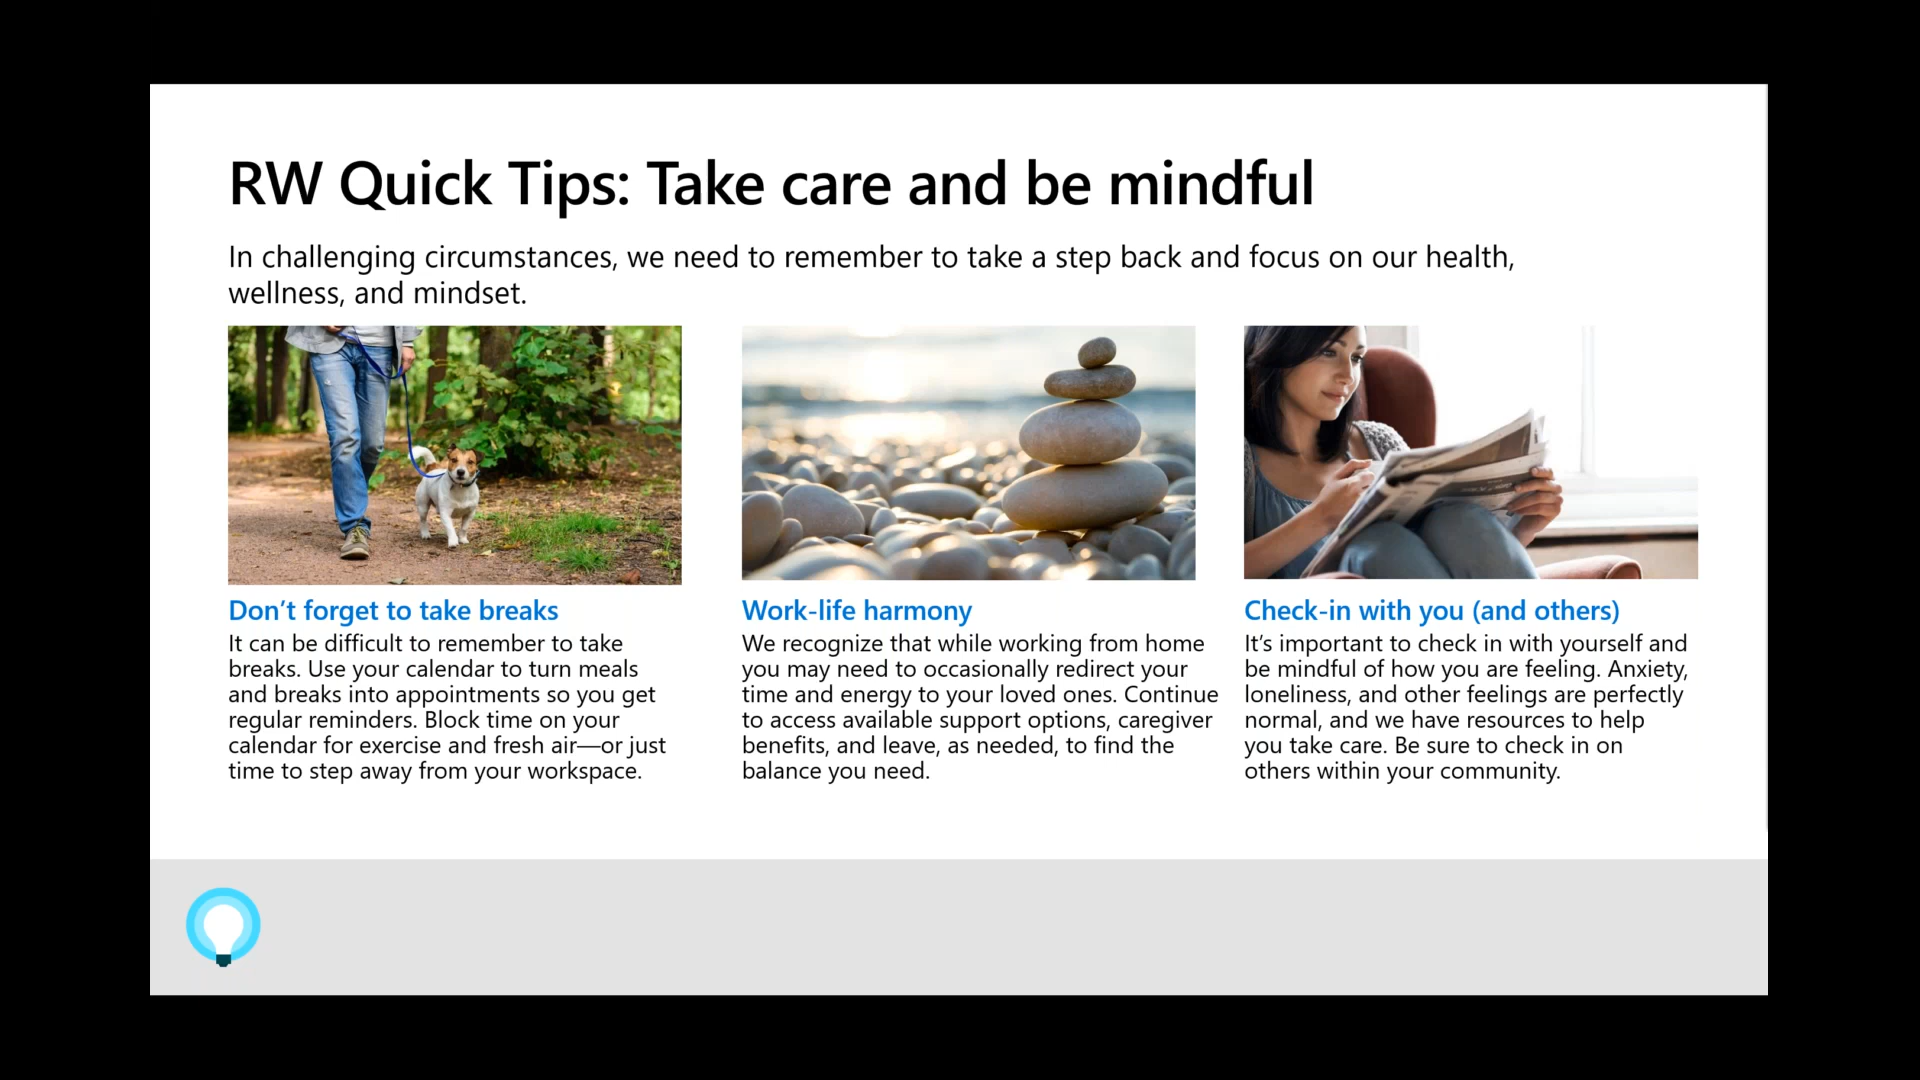 RW Quick Tips: Take care and be mindful
In challenging circumstances, we need to remember to take a step back and focus on our health,
wellness, and mindset.
Don’t forget to take breaks
It can be difficult to remember to take
breaks. Use your calendar to turn meals
and breaks into appointments so you get
regular reminders. Block time on your
calendar for exercise and fresh air—or just
time to step away from your workspace.
Work-life harmony
We recognize that while working from home
you may need to occasionally redirect your
time and energy to your loved ones. Continue
to access available support options, caregiver
benefits, and leave, as needed, to find the
balance you need.
Check-in with you (and others)
It’s important to check in with yourself and
be mindful of how you are feeling. Anxiety,
loneliness, and other feelings are perfectly
normal, and we have resources to help
you take care. Be sure to check in on
others within your community.